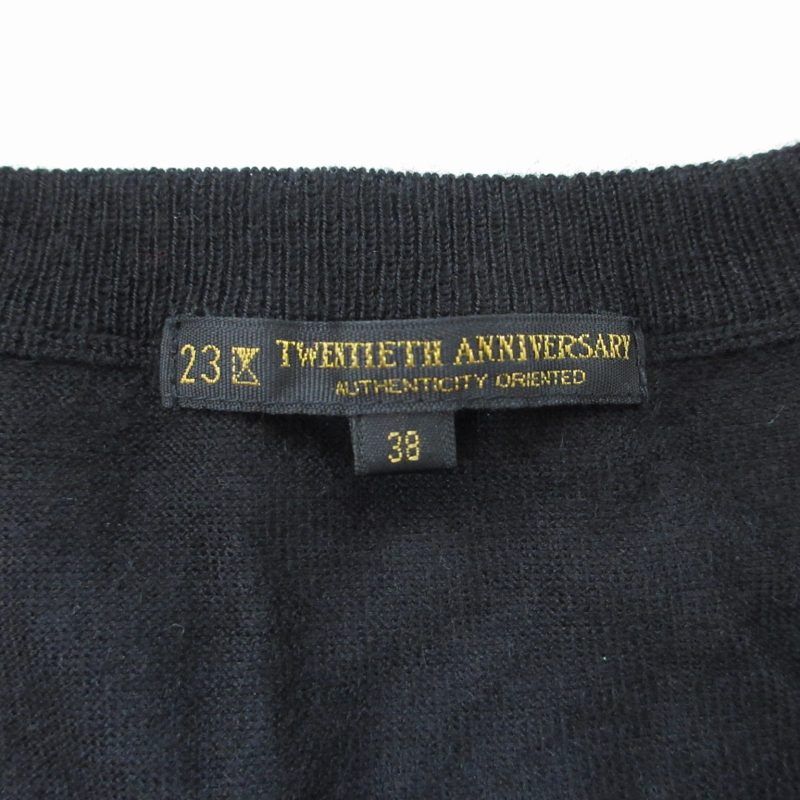 23区 TWENTIETH ANNIVERSARY
AUTHENTICITY ORIENTED
38